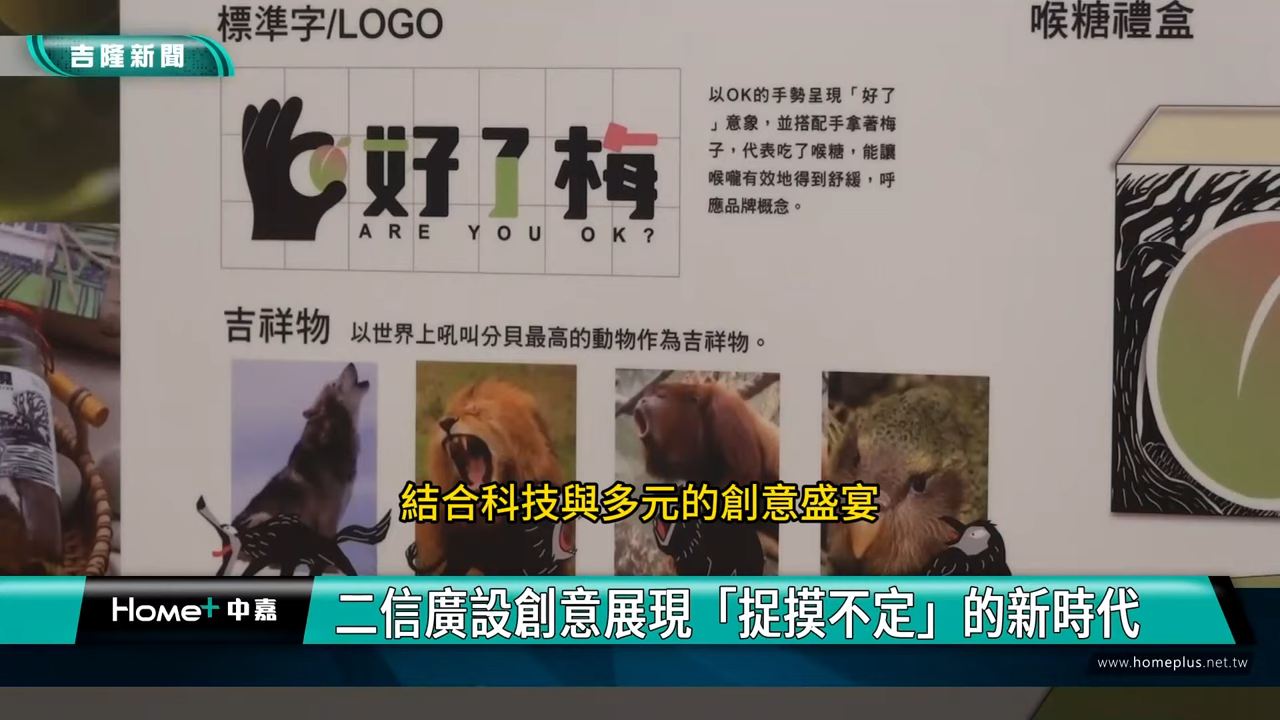 標準字/LOGO
喉糖禮盒
吉隆新聞
好了梅
ARE YOU OK?
以OK的手勢呈現「好了
」意象，並搭配手拿著梅
子，代表吃了喉糖，能讓
喉嚨有效地得到舒緩，呼
應品牌概念。
吉祥物 以世界上吼叫分貝最高的動物作為吉祥物。
結合科技與多元的創意盛宴
Home+中嘉
二信廣設創意展現「捉摸不定」的新時代
www.homeplus.net.tw